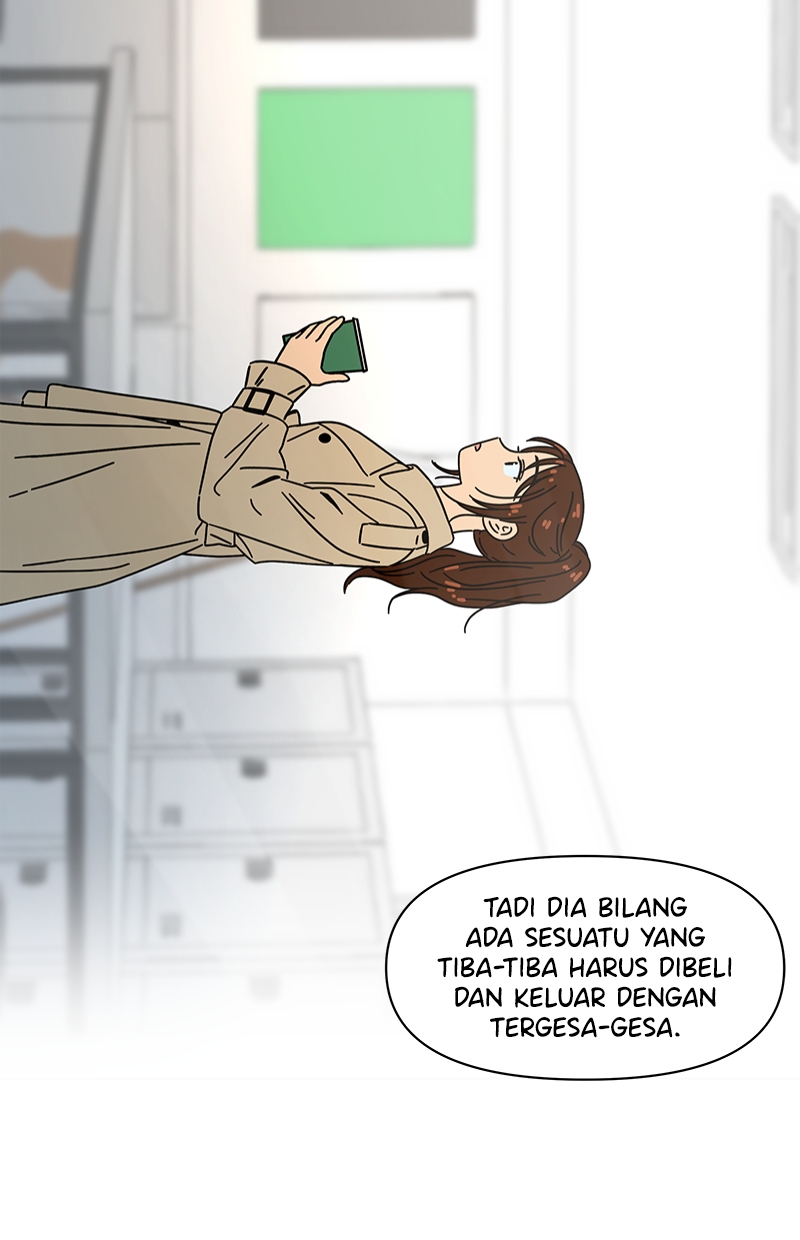 TADI DIA BILANG
ADA SESUATU YANG
TIBA-TIBA HARUS DIBELI
DAN KELUAR DENGAN
TERGESA-GESA.